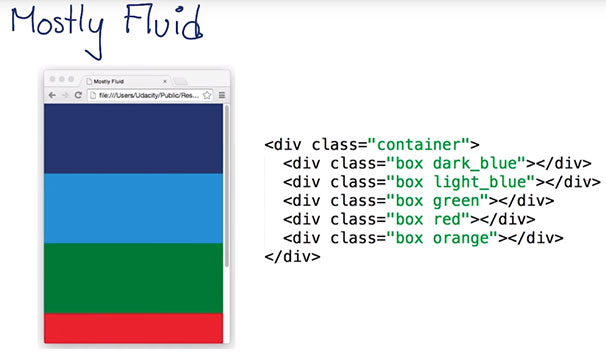 Mostly Fluid
Mostly Fluid
file:///Users/Udacity/Public/Res...
<div class="container">
<div class="box dark_blue"></div>
<div class="box light_blue"></div>
<div class="box green"></div>
<div class="box red"></div>
<div class="box orange"></div>
</div>